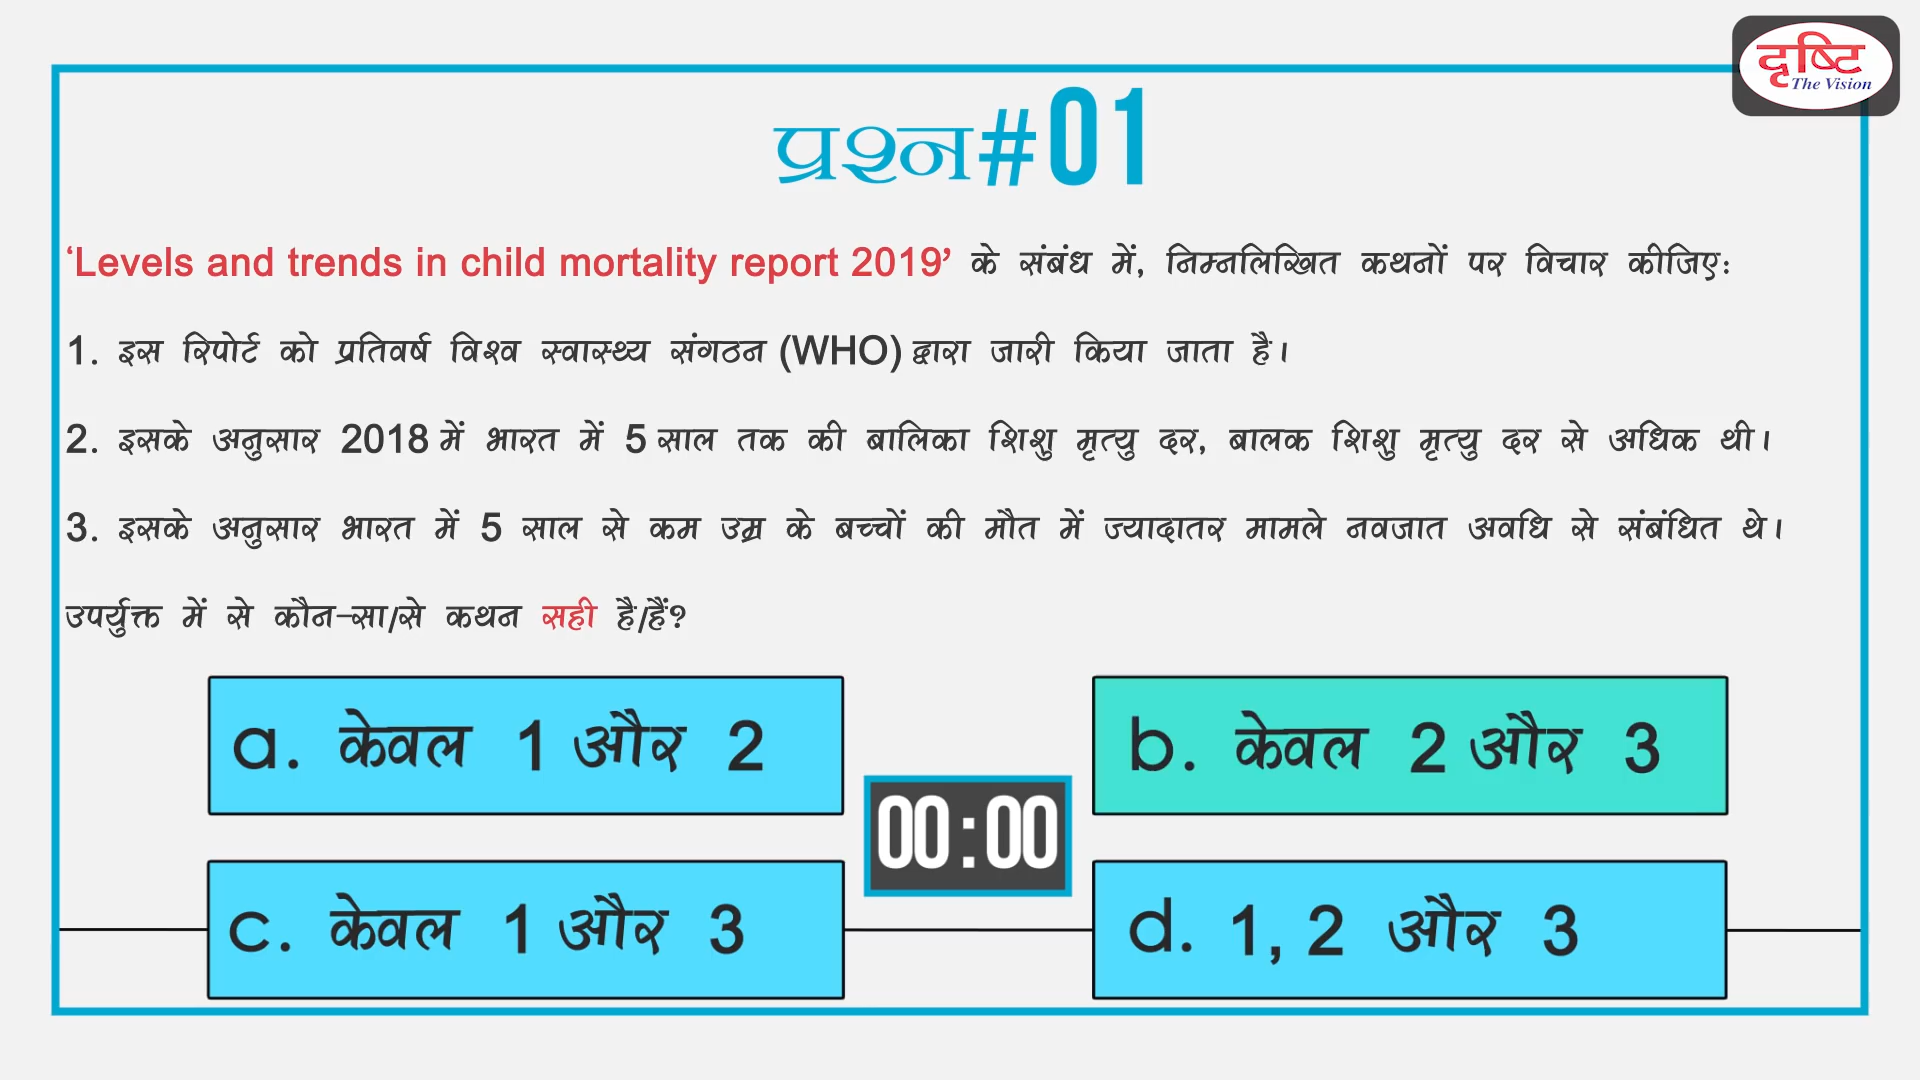 दृष्टि
The Vision
प्रश्न#01
‘Levels and trends in child mortality report 2019’ के संबंध में, निम्नलिखित कथनों पर विचार कीजिए:
1. इस रिपोर्ट को प्रतिवर्ष विश्व स्वास्थ्य संगठन (WHO) द्वारा जारी किया जाता है।
2. इसके अनुसार 2018 में भारत में 5 साल तक की बालिका शिशु मृत्यु दर, बालक शिशु मृत्यु दर से अधिक थी।
3. इसके अनुसार भारत में 5 साल से कम उम्र के बच्चों की मौत में ज्यादातर मामले नवजात अवधि से संबंधित थे।
उपर्युक्त में से कौन-सा/से कथन सही है/हैं?
a. केवल 1 और 2
b. केवल 2 और 3
00:00
c. केवल 1 और 3
d. 1, 2 और 3